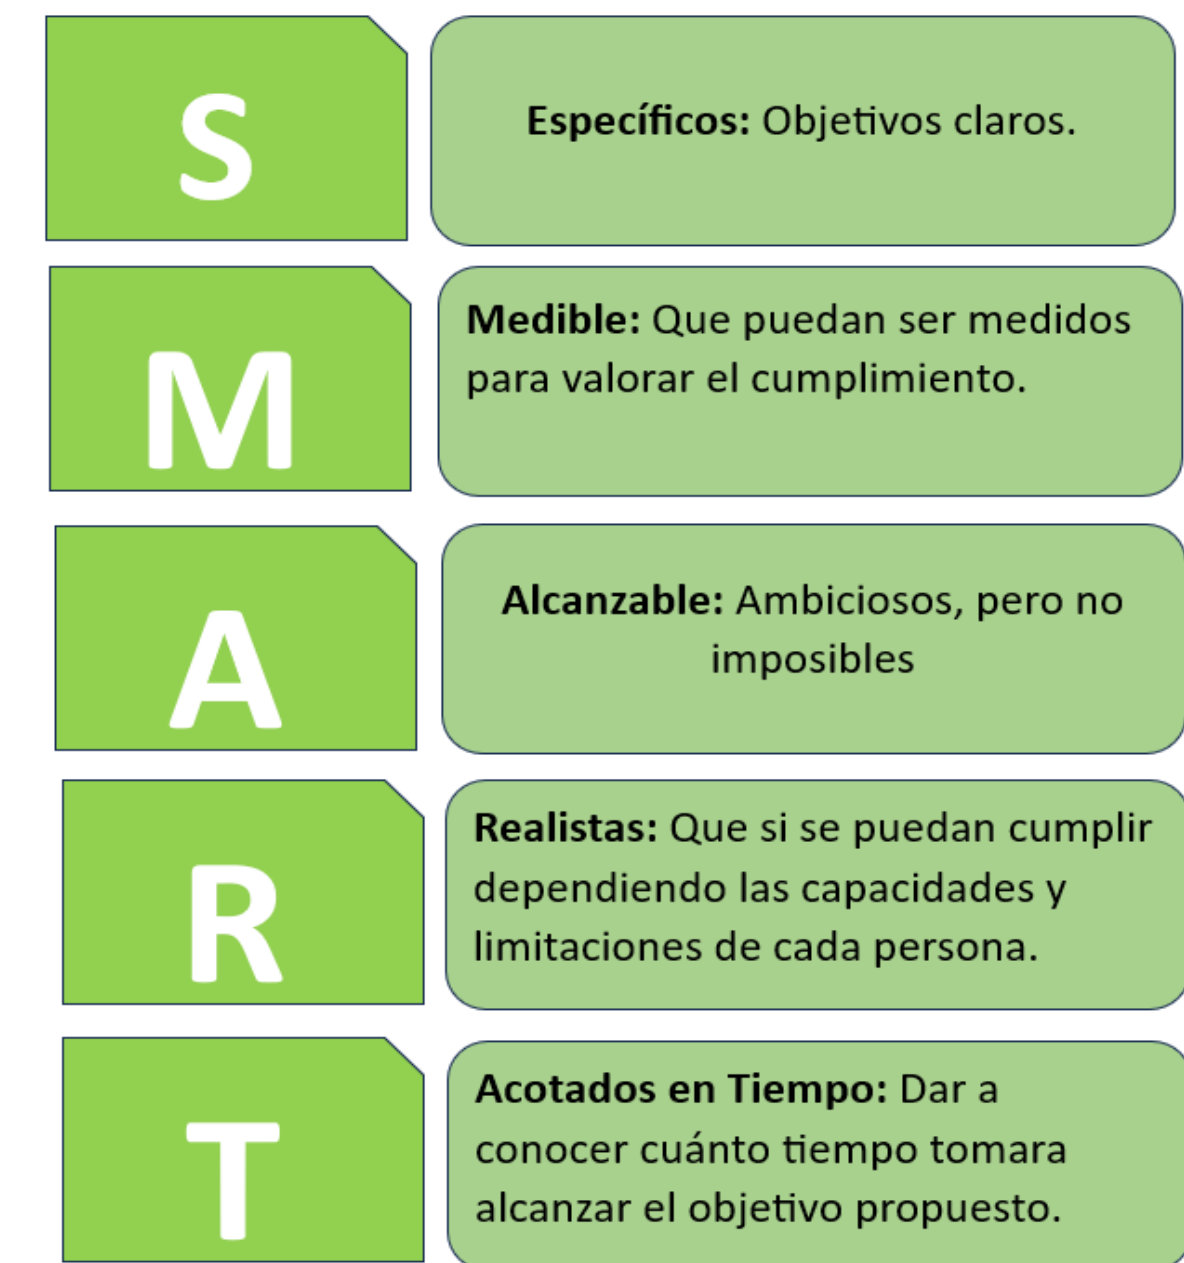 S
Específicos: Objetivos claros.
M
Medible: Que puedan ser medidos
para valorar el cumplimiento.
A
Alcanzable: Ambiciosos, pero no
imposibles
R
Realistas: Que si se puedan cumplir
dependiendo las capacidades y
limitaciones de cada persona.
T
Acotados en Tiempo: Dar a
conocer cuánto tiempo tomara
alcanzar el objetivo propuesto.